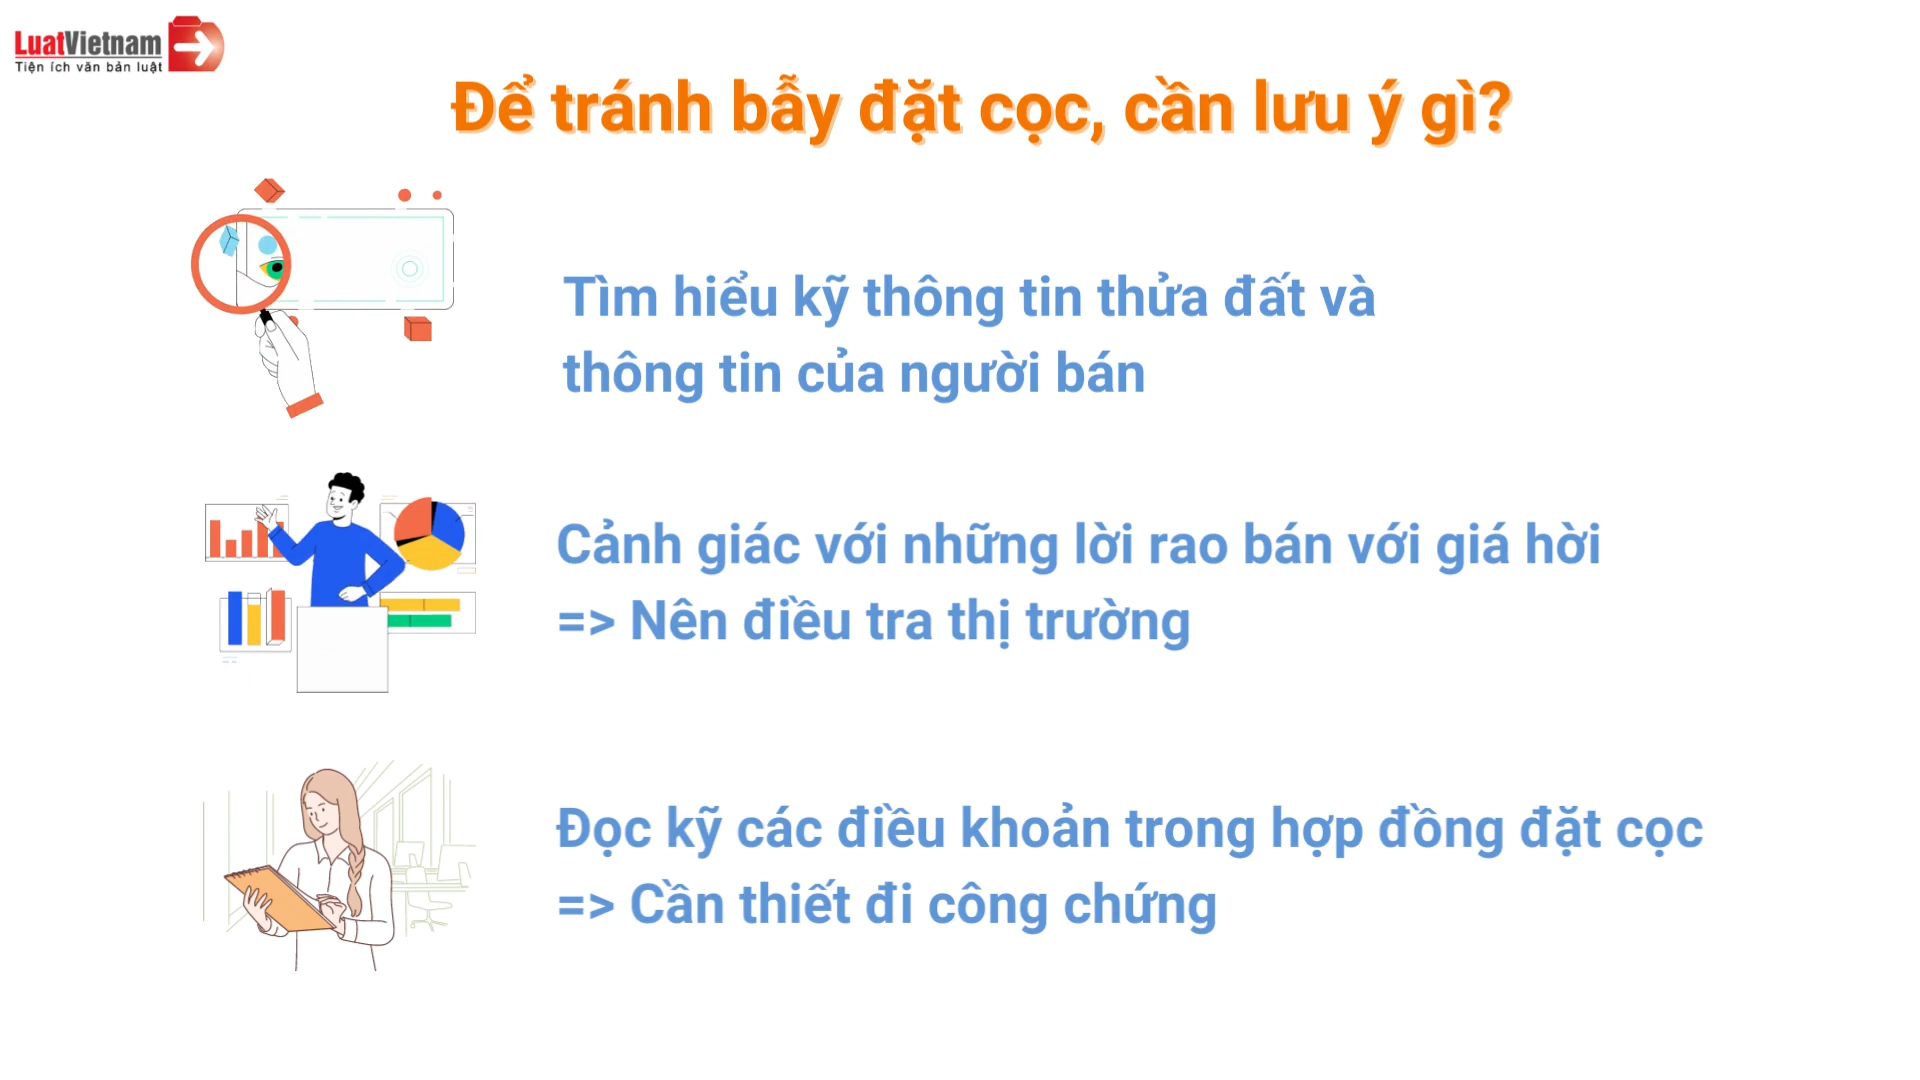 LuatVietnam
Tiện ích văn bản luật
Để tránh bẫy đặt cọc, cần lưu ý gì?
Tìm hiểu kỹ thông tin thửa đất và
thông tin của người bán
Cảnh giác với những lời rao bán với giá hời
=> Nên điều tra thị trường
Đọc kỹ các điều khoản trong hợp đồng đặt cọc
=> Cần thiết đi công chứng